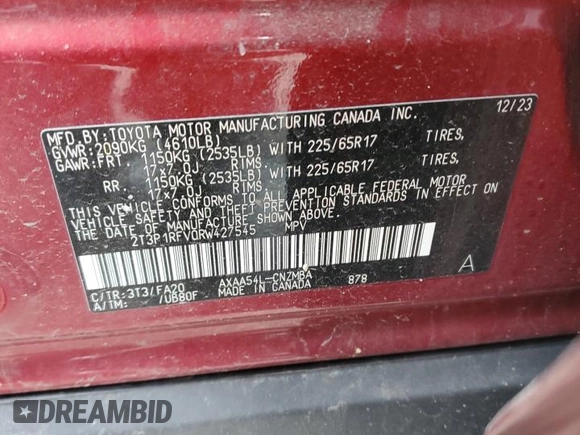 MFD. BY: TOYOTA MOTOR MANUFACTURING CANADA INC. 12/23
GVWR: 2090KG (4610LB)
GAWR: FRT. 1150KG (2535LB) WITH 225/65R17 TIRES,
17x7.0J RIMS.
RR. 1150KG (2535LB) WITH 225/65R17 TIRES,
17x7.0J RIMS.
THIS VEHICLE CONFORMS TO ALL APPLICABLE FEDERAL MOTOR
VEHICLE SAFETY AND THEFT PREVENTION STANDARDS IN EFFECT ON
THE DATE OF MANUFACTURE SHOWN ABOVE.
2T3P1RFV0RW427545 MPV
C/TR: 3T3/FA20 AXAA54L-CNZMBA 878 A
A/TM: /UB80F MADE IN CANADA
DREAMBID